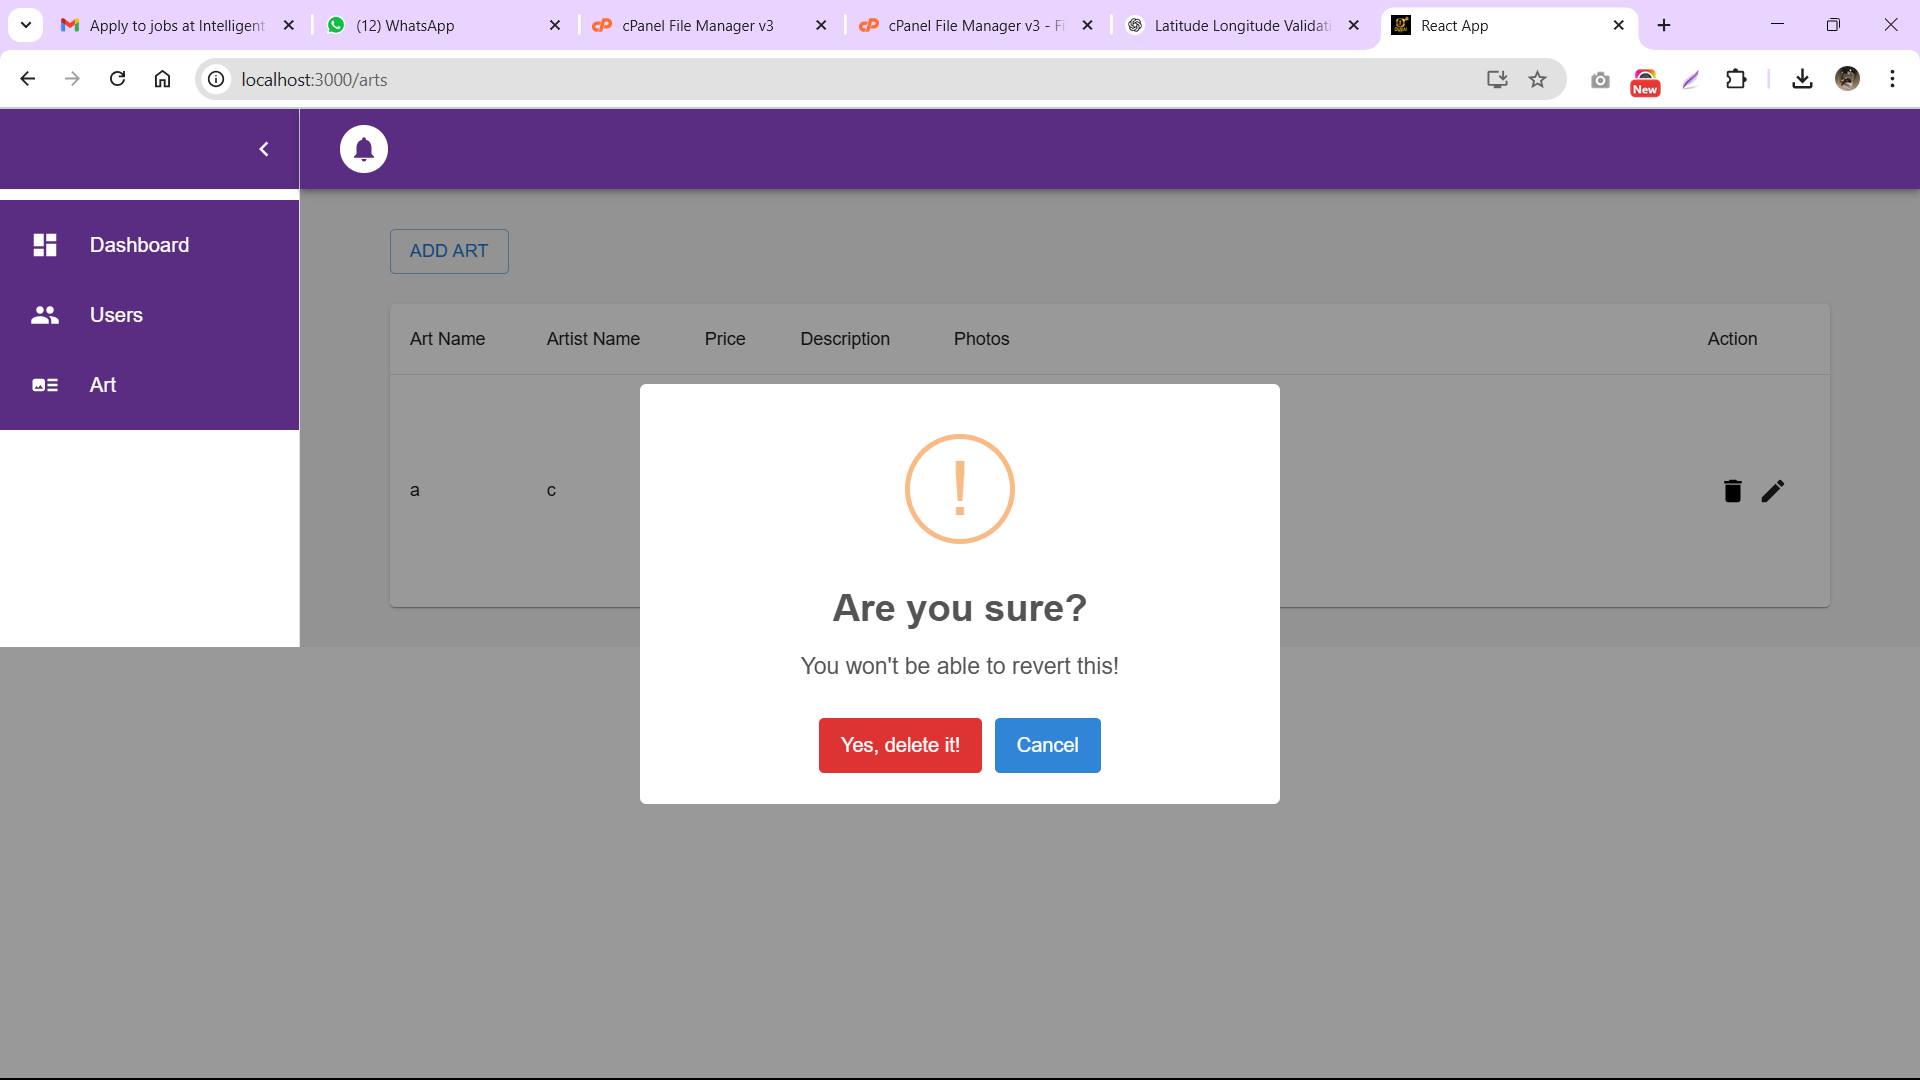 Apply to jobs at Intelligent
(12) WhatsApp
cPanel File Manager v3
cPanel File Manager v3 - Fi
Latitude Longitude Validati
React App
localhost:3000/arts
New
Dashboard
Users
Art
ADD ART
Art Name Artist Name Price Description Photos Action
a c
Are you sure?
You won't be able to revert this!
Yes, delete it! Cancel